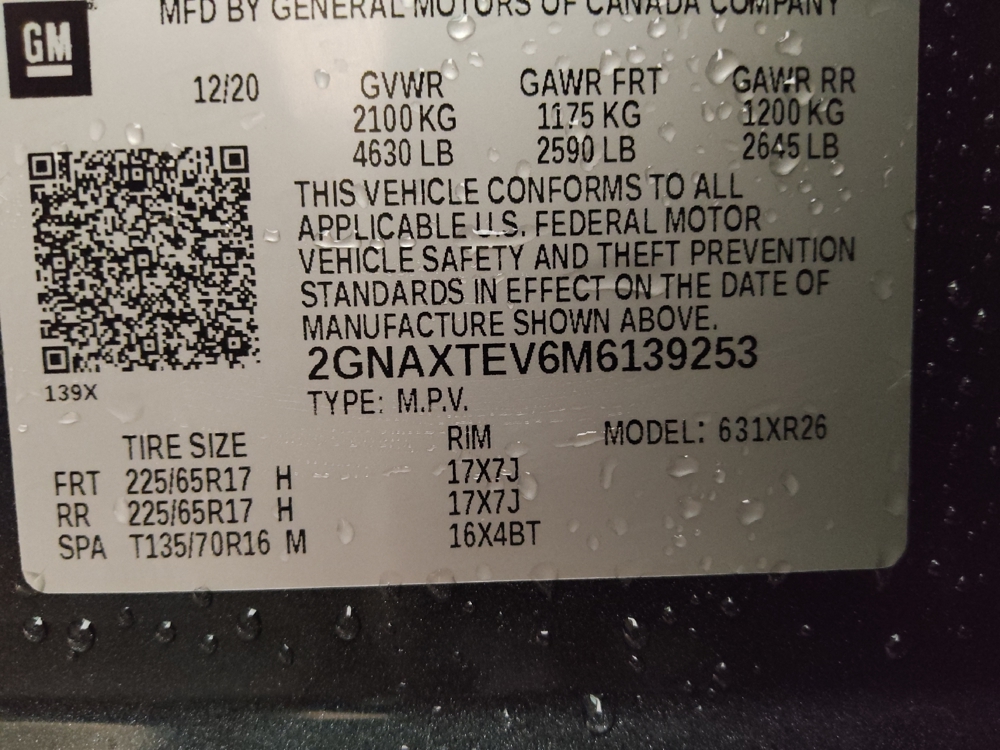 MFD BY GENERAL MOTORS OF CANADA COMPANY
GM
12/20 GVWR GAWR FRT GAWR RR
2100 KG 1175 KG 1200 KG
4630 LB 2590 LB 2645 LB
THIS VEHICLE CONFORMS TO ALL
APPLICABLE U.S. FEDERAL MOTOR
VEHICLE SAFETY AND THEFT PREVENTION
STANDARDS IN EFFECT ON THE DATE OF
MANUFACTURE SHOWN ABOVE.
2GNAXTEV6M6139253
139X
TYPE: M.P.V.
TIRE SIZE RIM MODEL: 631XR26
FRT 225/65R17 H 17X7J
RR 225/65R17 H 17X7J
SPA T135/70R16 M 16X4BT